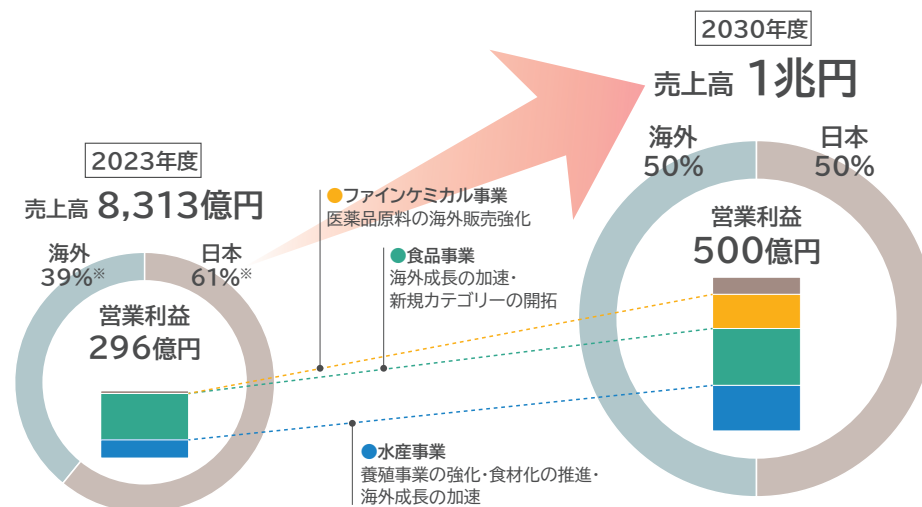 2023年度
売上高 8,313億円
海外
39%※
日本
61%※
営業利益
296億円
●ファインケミカル事業
医薬品原料の海外販売強化
●食品事業
海外成長の加速・
新規カテゴリーの開拓
●水産事業
養殖事業の強化・食材化の推進・
海外成長の加速
2030年度
売上高 1兆円
海外
50%
日本
50%
営業利益
500億円